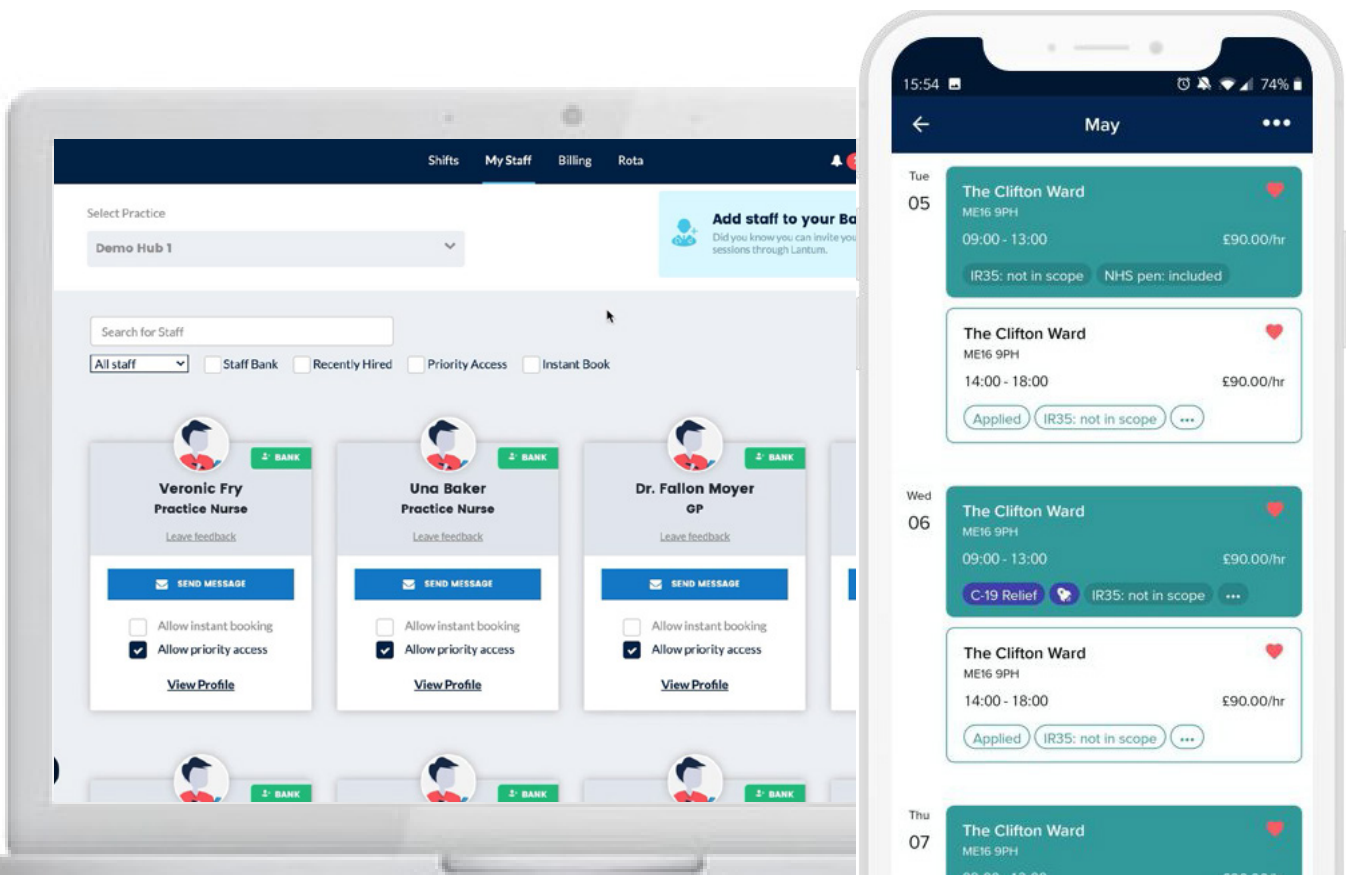 Shifts My Staff Billing Rota
Select Practice
Demo Hub 1
Add staff to your
Did you know you can invite
sessions through Lantum.
Search for Staff
All staff Staff Bank Recently Hired Priority Access Instant Book
BANK BANK BANK
Veronic Fry Una Baker Dr. Fallon Moyer
Practice Nurse Practice Nurse GP
Leave feedback Leave feedback Leave feedback
SEND MESSAGE SEND MESSAGE SEND MESSAGE
Allow instant booking Allow instant booking Allow instant booking
Allow priority access Allow priority access Allow priority access
View Profile View Profile View Profile
BANK BANK BANK
15:54 74%
May
Tue
05
The Clifton Ward
ME16 9PH
09:00 - 13:00 £90.00/hr
IR35: not in scope NHS pen: included
The Clifton Ward
ME16 9PH
14:00 - 18:00 £90.00/hr
Applied IR35: not in scope ...
Wed
06
The Clifton Ward
ME16 9PH
09:00 - 13:00 £90.00/hr
C-19 Relief IR35: not in scope ...
The Clifton Ward
ME16 9PH
14:00 - 18:00 £90.00/hr
Applied IR35: not in scope ...
Thu
07
The Clifton Ward
ME16 9PH